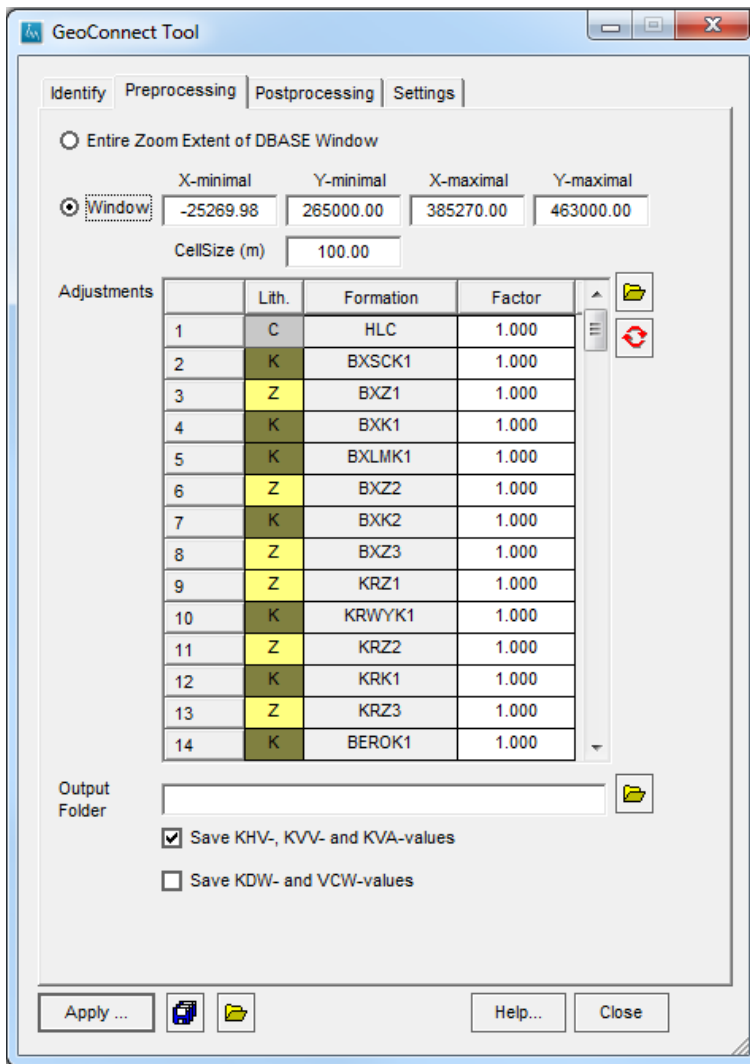 GeoConnect Tool
Identify Preprocessing Postprocessing Settings
Entire Zoom Extent of DBASE Window
X-minimal Y-minimal X-maximal Y-maximal
Window -25269.98 265000.00 385270.00 463000.00
CellSize (m) 100.00
Adjustments Lith. Formation Factor
1 C HLC 1.000
2 K BXSCK1 1.000
3 Z BXZ1 1.000
4 K BXK1 1.000
5 K BXLMK1 1.000
6 Z BXZ2 1.000
7 K BXK2 1.000
8 Z BXZ3 1.000
9 Z KRZ1 1.000
10 K KRWYK1 1.000
11 Z KRZ2 1.000
12 K KRK1 1.000
13 Z KRZ3 1.000
14 K BEROK1 1.000
Output
Folder
Save KHV-, KVV- and KVA-values
Save KDW- and VCW-values
Apply ... Help... Close